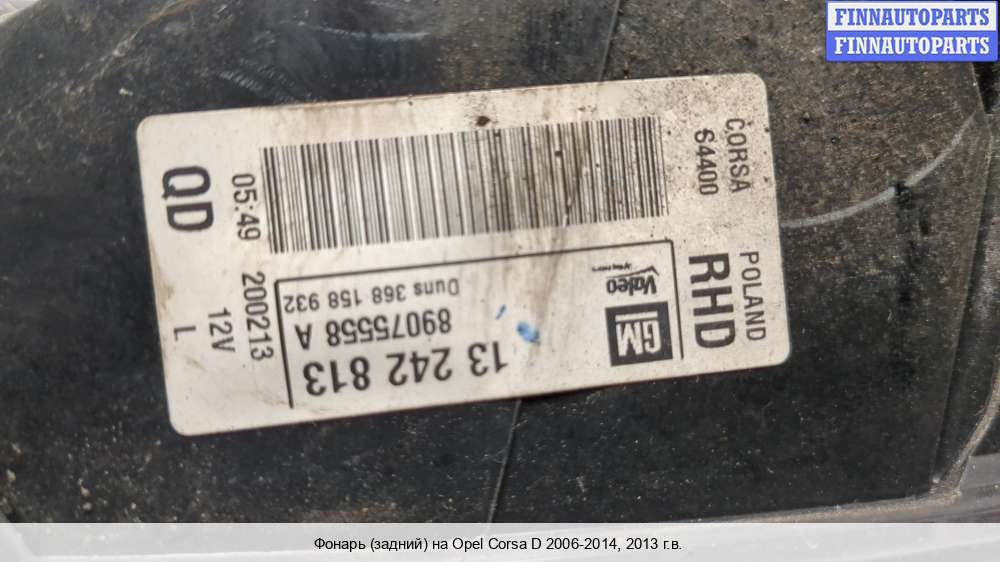 FINNAUTOPARTS
FINNAUTOPARTS
CORSA
S4400
POLAND
RHD
QD
05:49
200213
12V
L
Valeo
GM
Duns 368 158 932
89075558 A
13 242 813
Фонарь (задний) на Opel Corsa D 2006-2014, 2013 г.в.